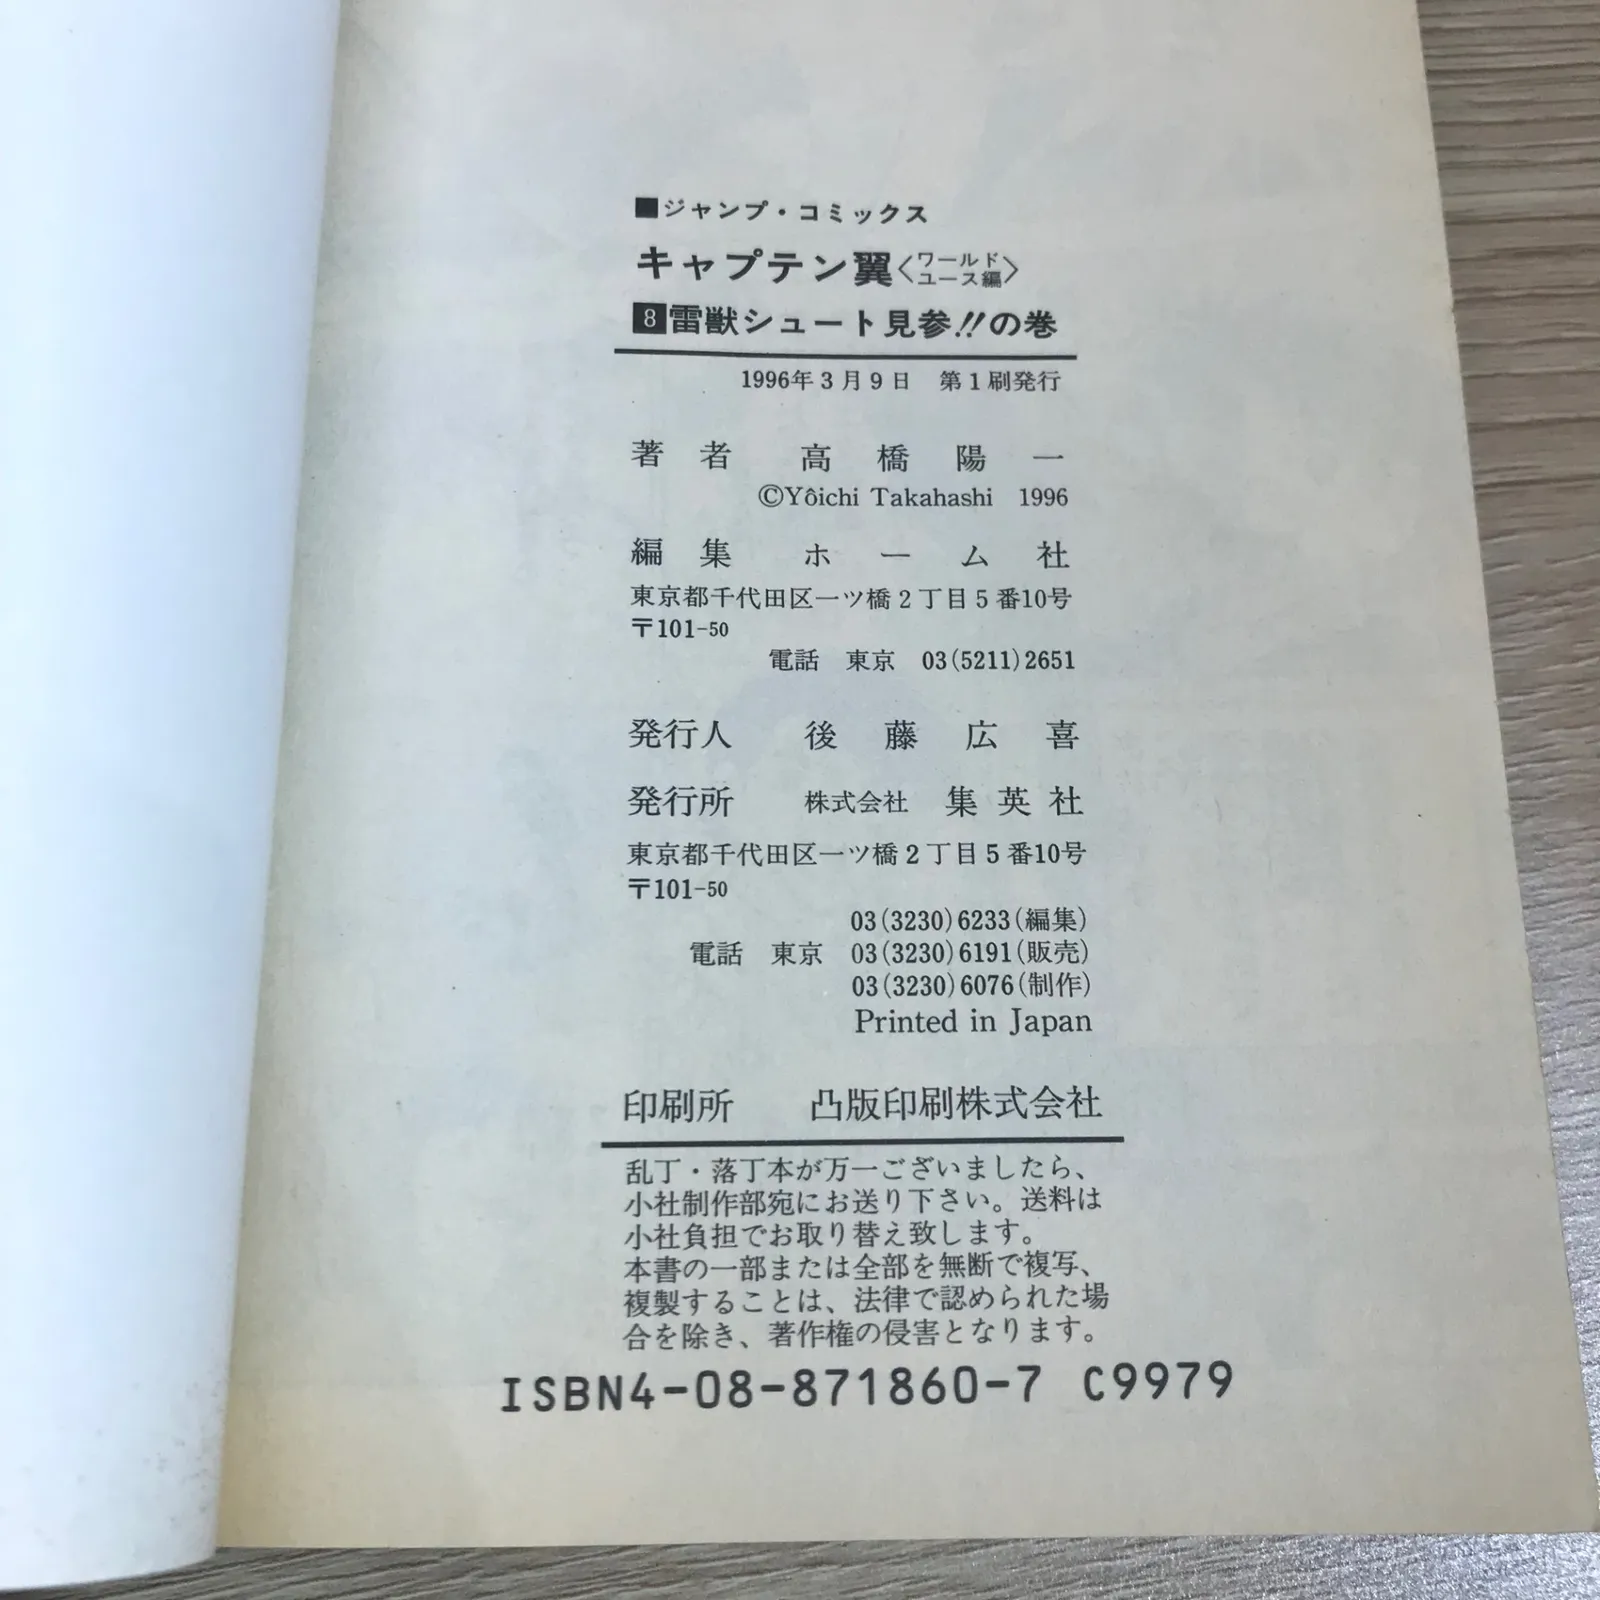 ■ジャンプ・コミックス
キャプテン翼〈ワールドユース編〉
8雷獣シュート見参!!の巻
1996年3月9日 第1刷発行
著者 高橋陽一
©Yôichi Takahashi 1996
編集 ホーム社
東京都千代田区一ツ橋2丁目5番10号
〒101-50
電話 東京 03(5211)2651
発行人 後藤広喜
発行所 株式会社 集英社
東京都千代田区一ツ橋2丁目5番10号
〒101-50
03(3230)6233(編集)
電話 東京 03(3230)6191(販売)
03(3230)6076(制作)
Printed in Japan
印刷所 凸版印刷株式会社
乱丁・落丁本が万一ございましたら、
小社制作部宛にお送り下さい。送料は
小社負担でお取り替え致します。
本書の一部または全部を無断で複写、
複製することは、法律で認められた場
合を除き、著作権の侵害となります。
ISBN4-08-871860-7 C9979